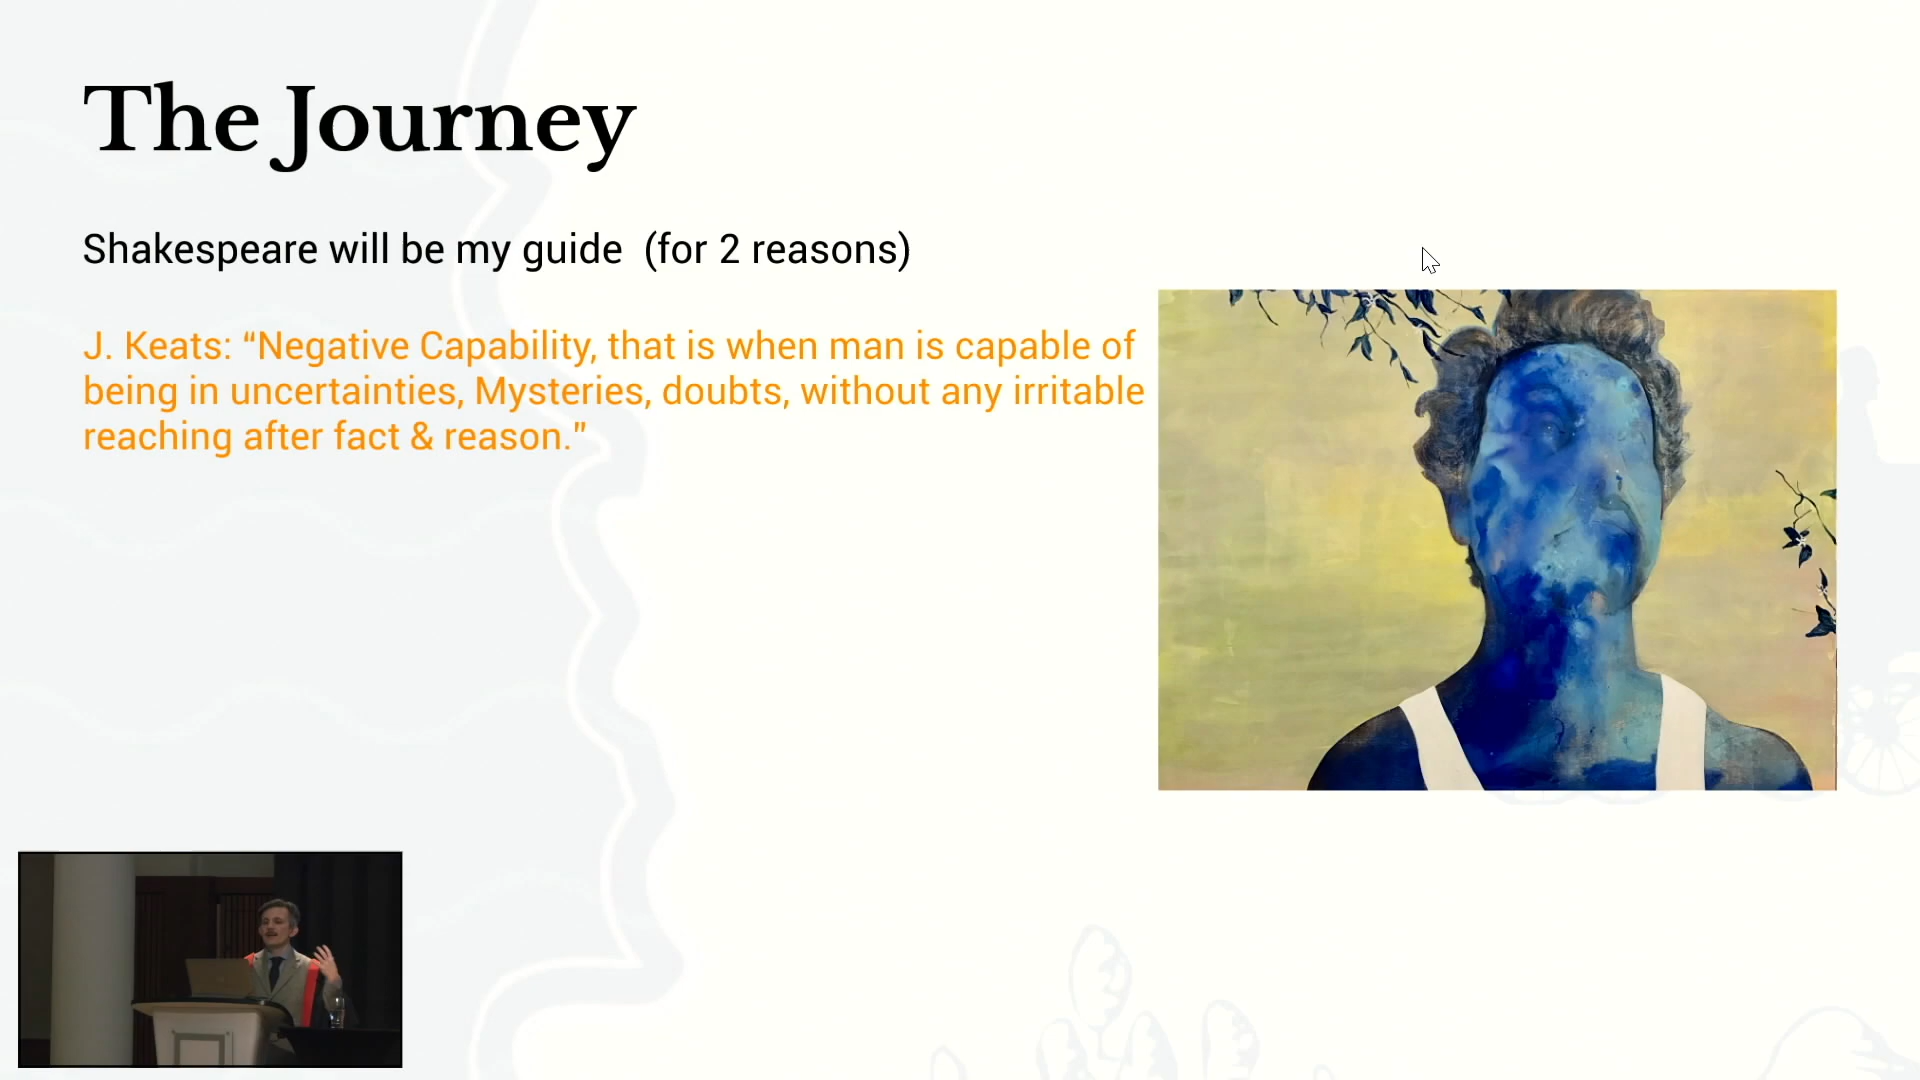 The Journey
Shakespeare will be my guide  (for 2 reasons)
J. Keats: “Negative Capability, that is when man is capable of
being in uncertainties, Mysteries, doubts, without any irritable
reaching after fact & reason.”